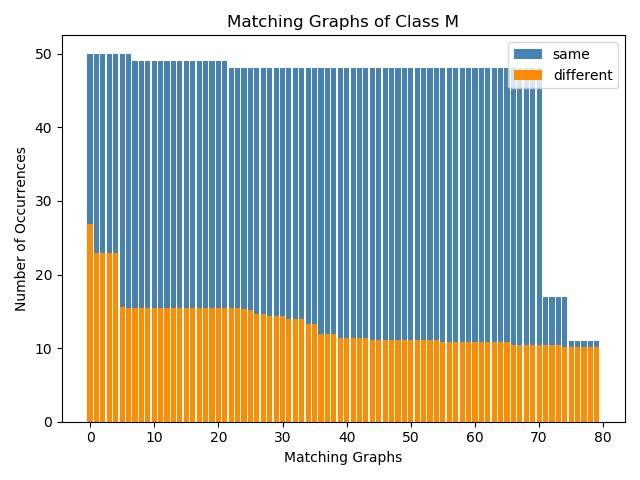 Matching Graphs of Class M
same
different
Number of Occurrences
50
40
30
20
10
0
0 10 20 30 40 50 60 70 80
Matching Graphs